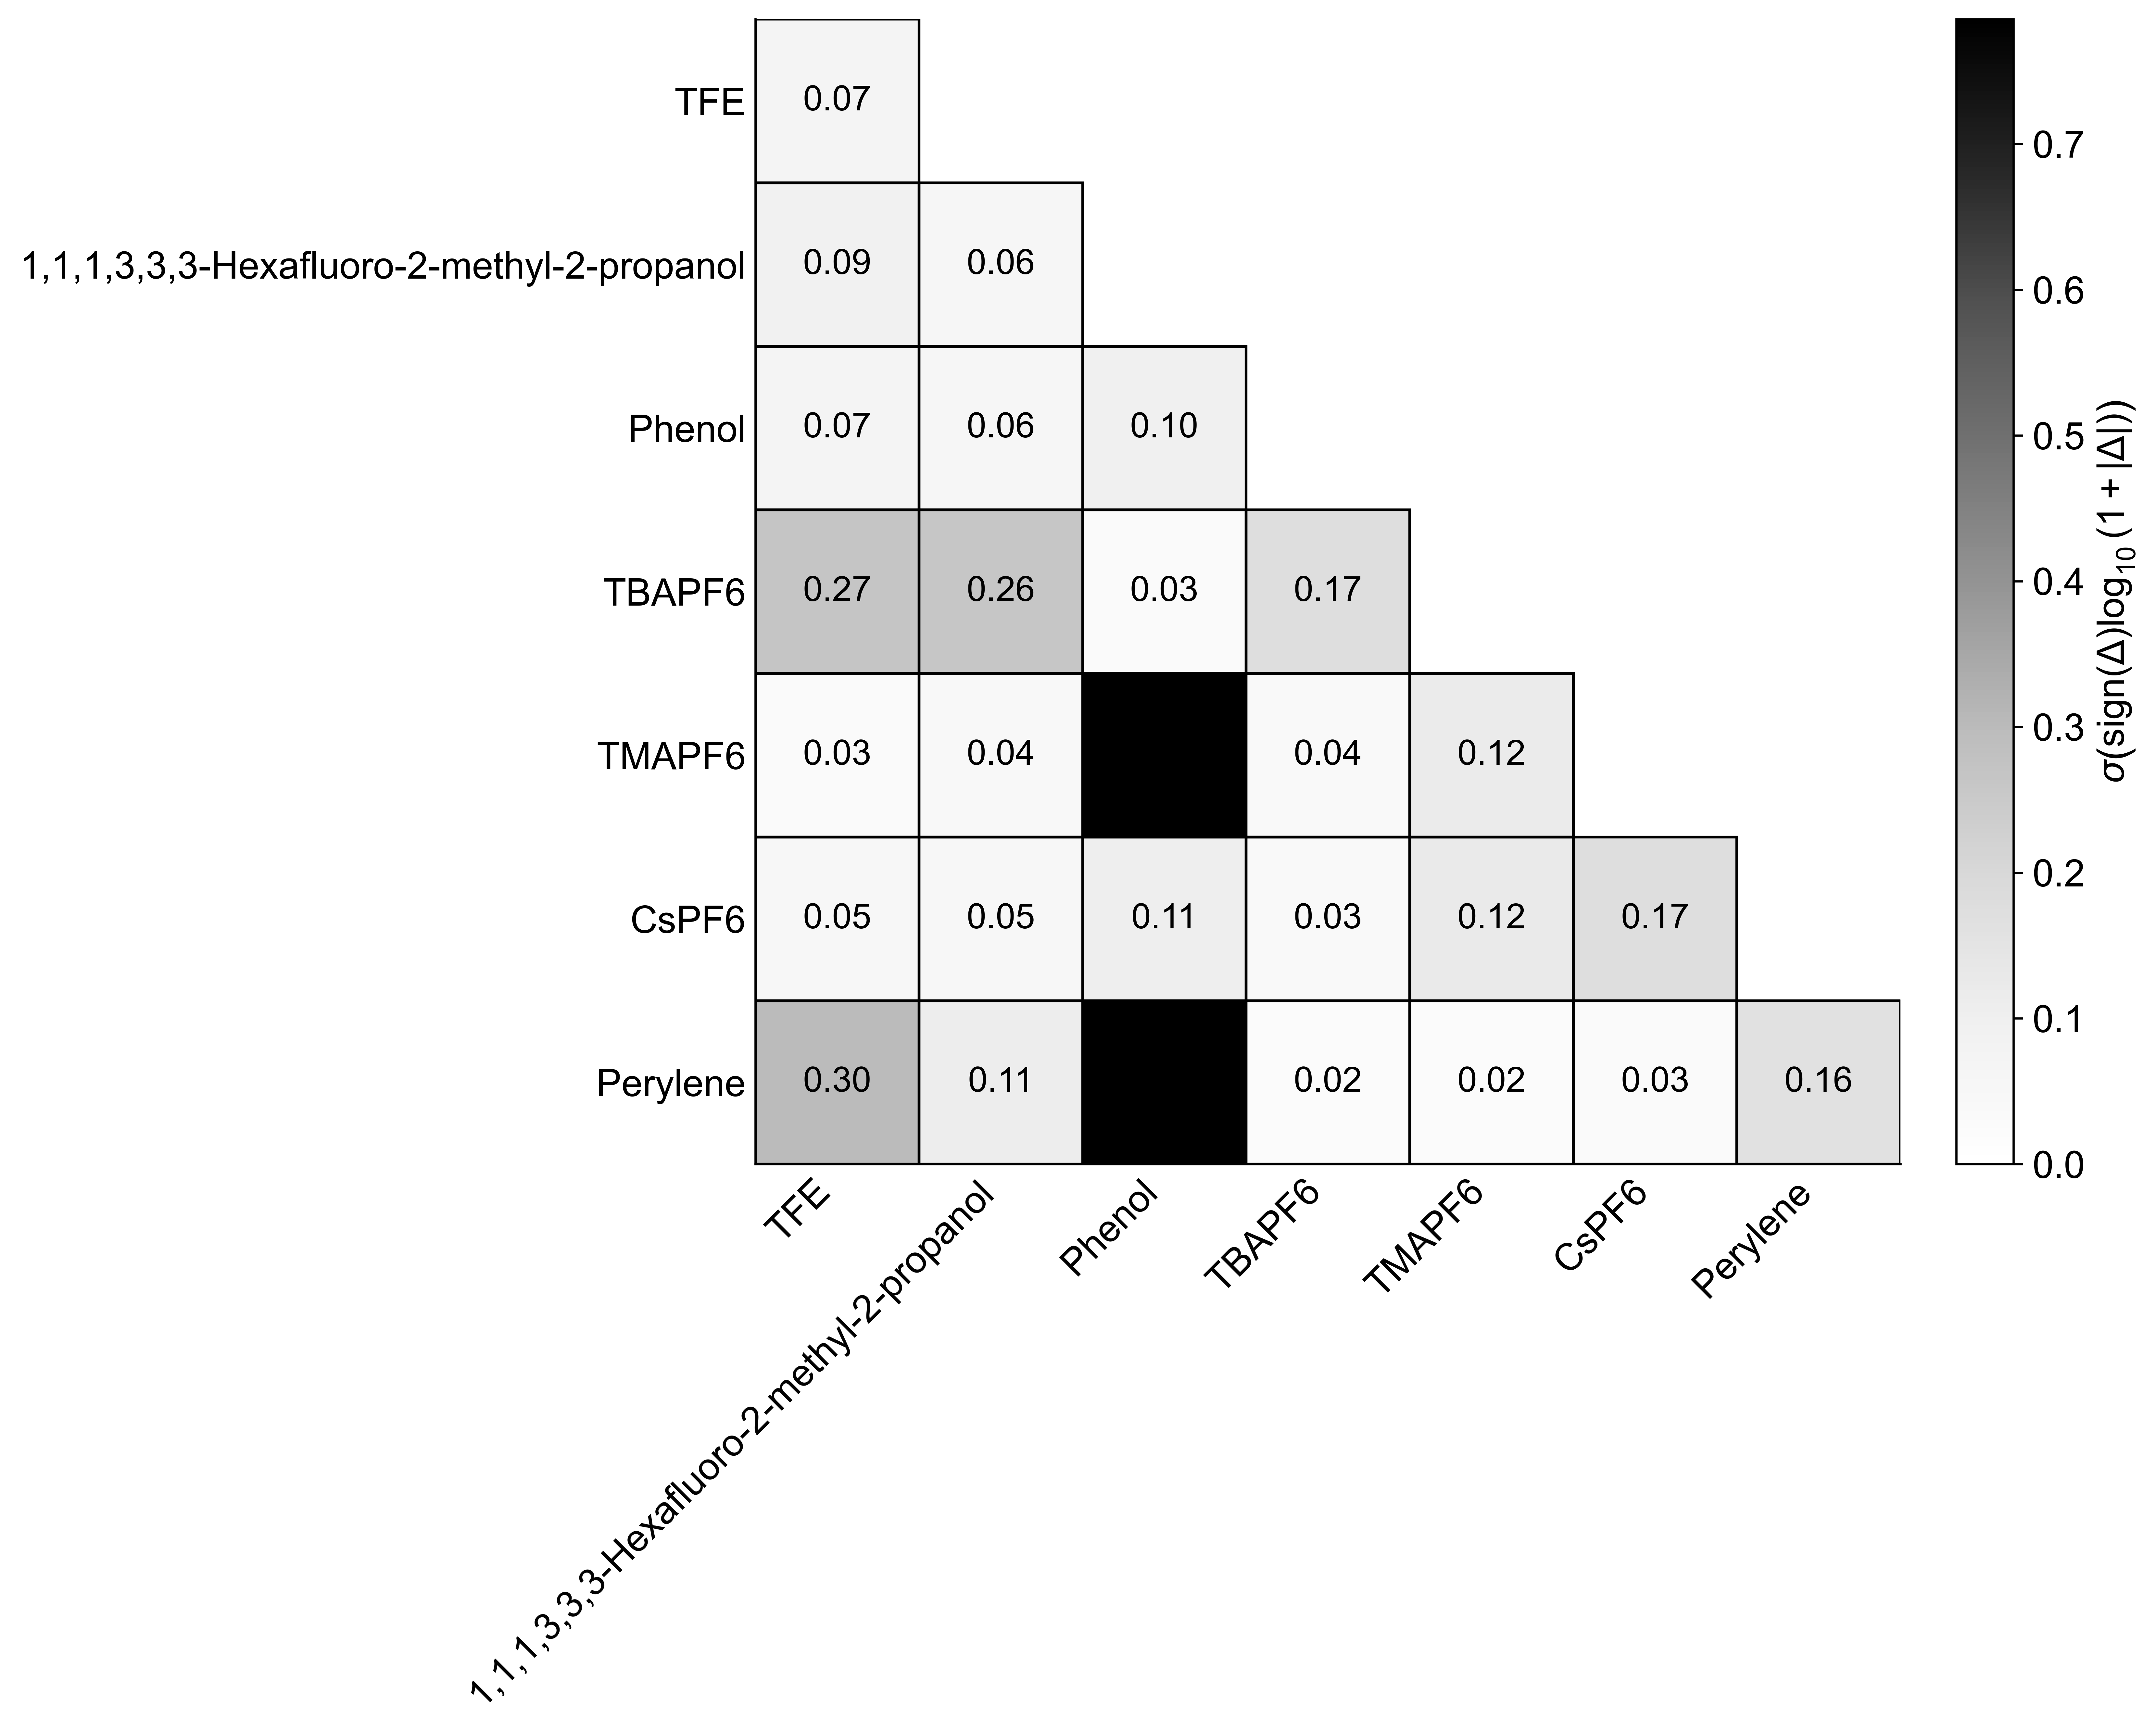 TFE 0.07
1,1,1,3,3,3-Hexafluoro-2-methyl-2-propanol 0.09 0.06
Phenol 0.07 0.06 0.10
TBAPF6 0.27 0.26 0.03 0.17
TMAPF6 0.03 0.04 0.04 0.12
CsPF6 0.05 0.05 0.11 0.03 0.12 0.17
Perylene 0.30 0.11 0.02 0.02 0.03 0.16
TFE
1,1,1,3,3,3-Hexafluoro-2-methyl-2-propanol
Phenol
TBAPF6
TMAPF6
CsPF6
Perylene
0.7
0.6
0.5
0.4
0.3
0.2
0.1
0.0
σ(sign(Δ)log₁₀ (1 + |Δ|))